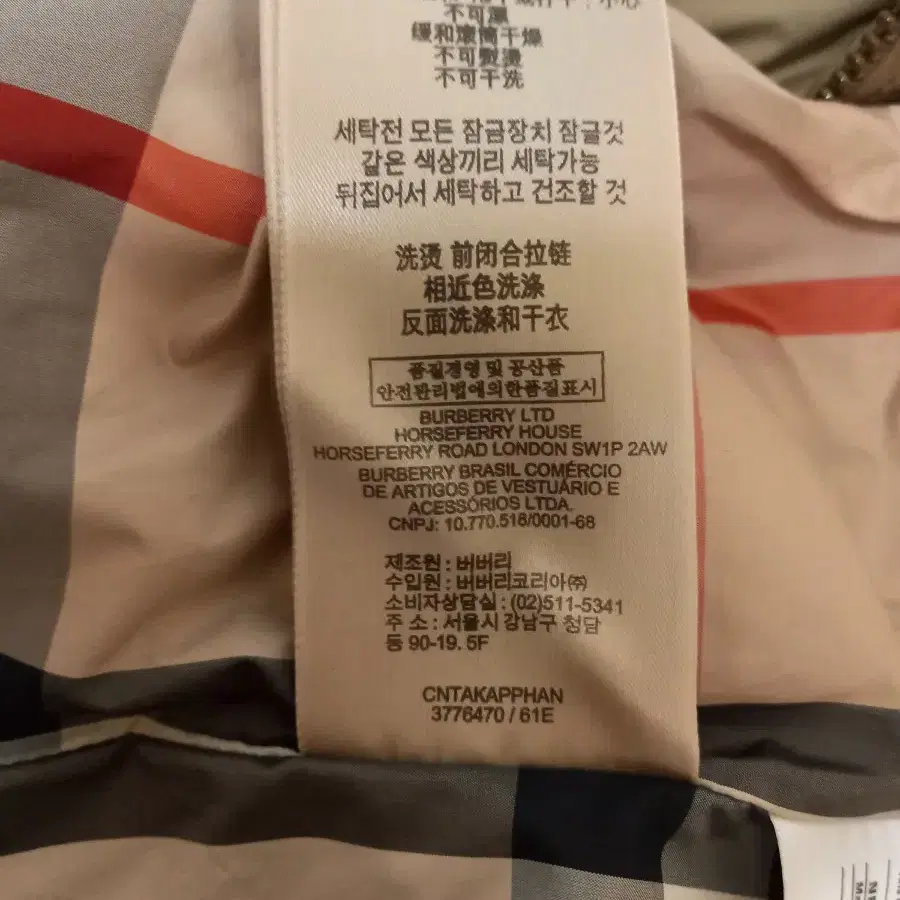 不可漂
缓和滚筒干燥
不可熨烫
不可干洗
세탁전 모든 잠금장치 잠글것
같은 색상끼리 세탁가능
뒤집어서 세탁하고 건조할 것
洗烫 前闭合拉链
相近色洗涤
反面洗涤和干衣
품질경영 및 공산품
안전관리법에의한품질표시
BURBERRY LTD
HORSEFERRY HOUSE
HORSEFERRY ROAD LONDON SW1P 2AW
BURBERRY BRASIL COMÉRCIO
DE ARTIGOS DE VESTUÁRIO E
ACESSÓRIOS LTDA.
CNPJ: 10.770.518/0001-68
제조원 : 버버리
수입원 : 버버리코리아㈜
소비자상담실 : (02)511-5341
주 소 : 서울시 강남구 청담
등 90-19. 5F
CNTAKAPPHAN
3776470 / 61E